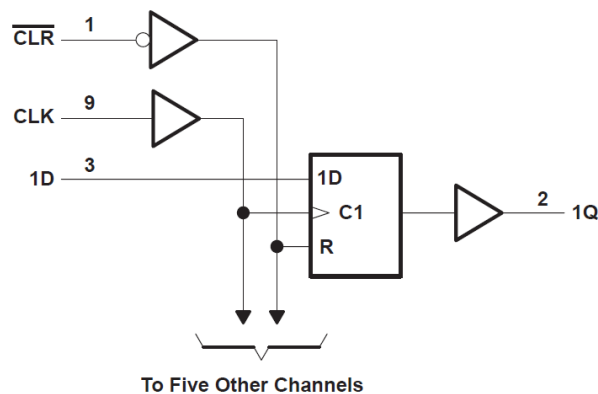 CLR 1
CLK 9
1D 3
1D
C1
R
2 1Q
To Five Other Channels